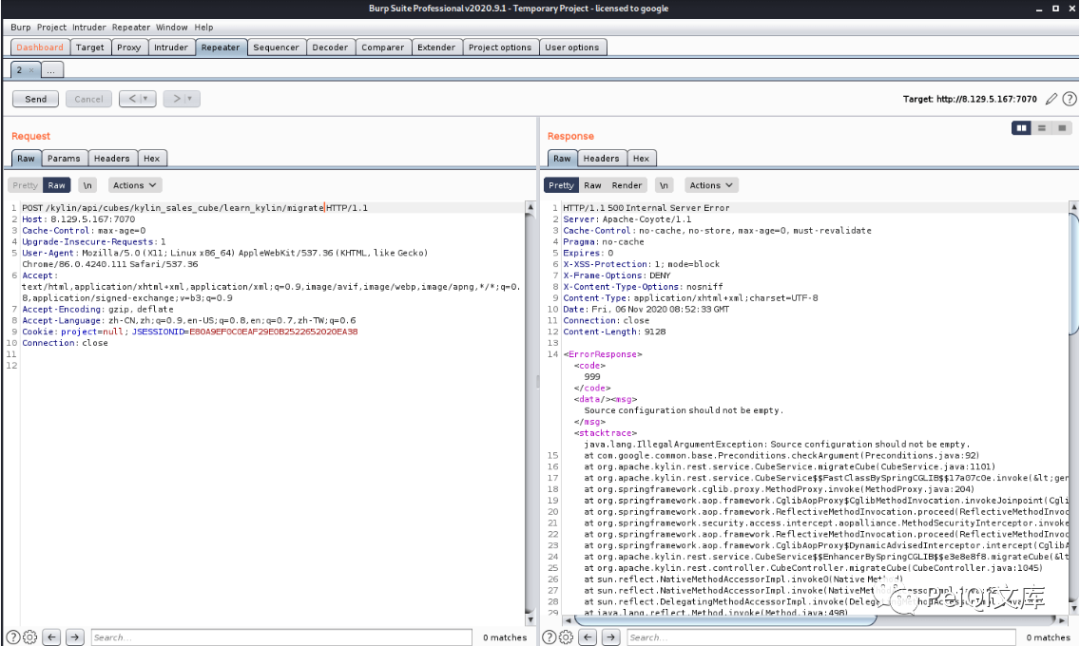 Burp Suite Professional v2020.9.1 - Temporary Project - licensed to google
Burp Project Intruder Repeater Window Help
Dashboard Target Proxy Intruder Repeater Sequencer Decoder Comparer Extender Project options User options
2 × ...
Send Cancel < > Target: http://8.129.5.167:7070
Request
Raw Params Headers Hex
Pretty Raw \n Actions
1 POST /kylin/api/cubes/kylin_sales_cube/learn_kylin/migrate HTTP/1.1
2 Host: 8.129.5.167:7070
3 Cache-Control: max-age=0
4 Upgrade-Insecure-Requests: 1
5 User-Agent: Mozilla/5.0 (X11; Linux x86_64) AppleWebKit/537.36 (KHTML, like Gecko)
Chrome/86.0.4240.111 Safari/537.36
6 Accept:
text/html,application/xhtml+xml,application/xml;q=0.9,image/avif,image/webp,image/apng,*/*;q=0.
8,application/signed-exchange;v=b3;q=0.9
7 Accept-Encoding: gzip, deflate
8 Accept-Language: zh-CN,zh;q=0.9,en-US;q=0.8,en;q=0.7,zh-TW;q=0.6
9 Cookie: project=null; JSESSIONID=E80A9EF0C0EAF29E0B2522652020EA38
10 Connection: close
11
12
Search... 0 matches
Response
Raw Headers Hex
Pretty Raw Render \n Actions
1 HTTP/1.1 500 Internal Server Error
2 Server: Apache-Coyote/1.1
3 Cache-Control: no-cache, no-store, max-age=0, must-revalidate
4 Pragma: no-cache
5 Expires: 0
6 X-XSS-Protection: 1; mode=block
7 X-Frame-Options: DENY
8 X-Content-Type-Options: nosniff
9 Content-Type: application/xhtml+xml;charset=UTF-8
10 Date: Fri, 06 Nov 2020 08:52:33 GMT
11 Connection: close
12 Content-Length: 9128
13
14 <ErrorResponse>
<code>
999
</code>
<data/><msg>
Source configuration should not be empty.
</msg>
<stacktrace>
java.lang.IllegalArgumentException: Source configuration should not be empty.
15 at com.google.common.base.Preconditions.checkArgument(Preconditions.java:92)
16 at org.apache.kylin.rest.service.CubeService.migrateCube(CubeService.java:1101)
17 at org.apache.kylin.rest.service.CubeService$$FastClassBySpringCGLIB$$17a07c0e.invoke(&lt;gen
18 at org.springframework.cglib.proxy.MethodProxy.invoke(MethodProxy.java:204)
19 at org.springframework.aop.framework.CglibAopProxy$CglibMethodInvocation.invokeJoinpoint(Cgli
20 at org.springframework.aop.framework.ReflectiveMethodInvocation.proceed(ReflectiveMethodInvoc
21 at org.springframework.security.access.intercept.aopalliance.MethodSecurityInterceptor.invoke
22 at org.springframework.aop.framework.ReflectiveMethodInvocation.proceed(ReflectiveMethodInvoc
23 at org.springframework.aop.framework.CglibAopProxy$DynamicAdvisedInterceptor.intercept(CglibA
24 at org.apache.kylin.rest.service.CubeService$$EnhancerBySpringCGLIB$$e3e8e8f8.migrateCube(&lt
25 at org.apache.kylin.rest.controller.CubeController.migrateCube(CubeController.java:1045)
26 at sun.reflect.NativeMethodAccessorImpl.invoke0(Native
27 at sun.reflect.NativeMethodAccessorImpl.invoke(
28 at sun.reflect.DelegatingMethodAccessorImpl.invoke(
29 at java.lang.reflect.Method.invoke(Method.java:498)
PeiQi文库
Search... 0 matches